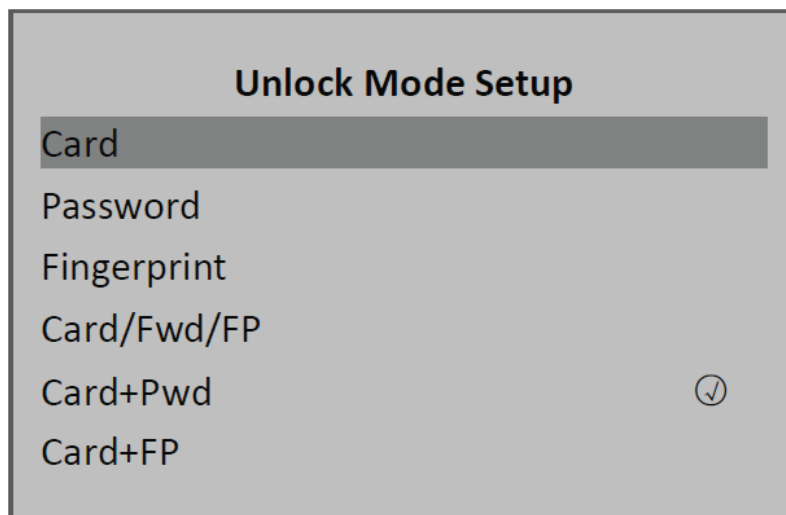 Unlock Mode Setup
Card
Password
Fingerprint
Card/Fwd/FP
Card+Pwd
Card+FP